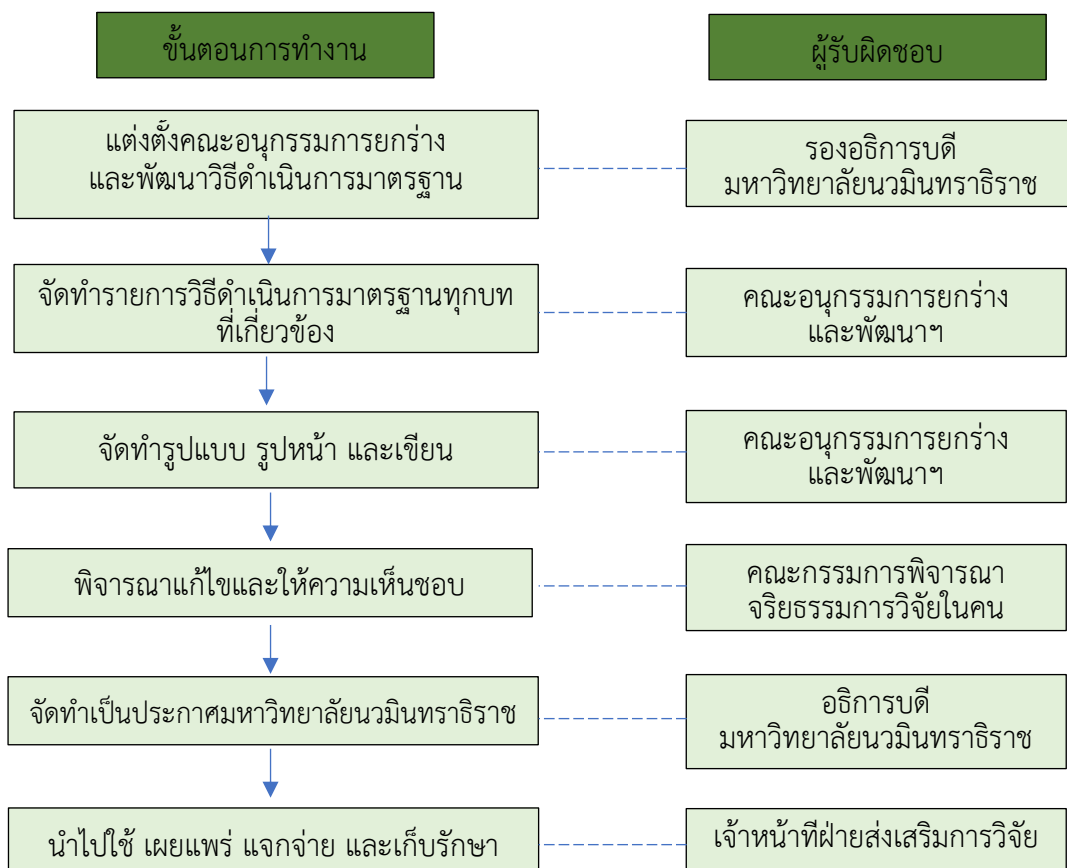 ขั้นตอนการทำงาน
ผู้รับผิดชอบ
แต่งตั้งคณะอนุกรรมการยกร่าง
และพัฒนาวิธีดำเนินการมาตรฐาน
รองอธิการบดี
มหาวิทยาลัยนวมินทราธิราช
จัดทำรายการวิธีดำเนินการมาตรฐานทุกบท
ที่เกี่ยวข้อง
คณะอนุกรรมการยกร่าง
และพัฒนาฯ
จัดทำรูปแบบ รูปหน้า และเขียน
คณะอนุกรรมการยกร่าง
และพัฒนาฯ
พิจารณาแก้ไขและให้ความเห็นชอบ
คณะกรรมการพิจารณา
จริยธรรมการวิจัยในคน
จัดทำเป็นประกาศมหาวิทยาลัยนวมินทราธิราช
อธิการบดี
มหาวิทยาลัยนวมินทราธิราช
นำไปใช้ เผยแพร่ แจกจ่าย และเก็บรักษา
เจ้าหน้าที่ฝ่ายส่งเสริมการวิจัย